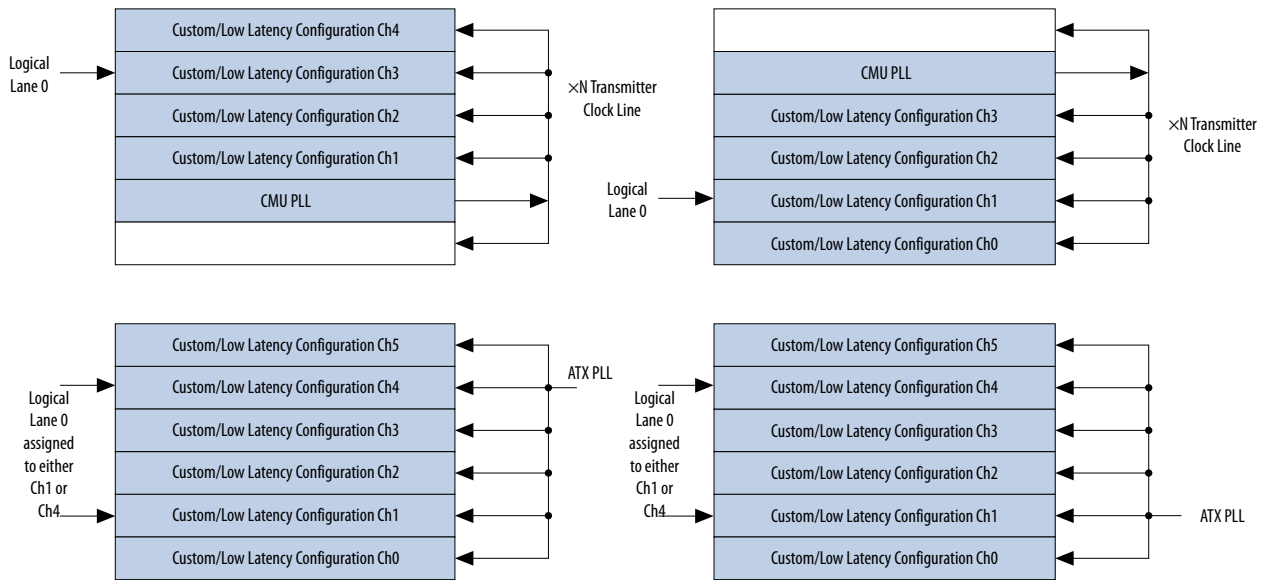 Logical
Lane 0
Custom/Low Latency Configuration Ch4
Custom/Low Latency Configuration Ch3
Custom/Low Latency Configuration Ch2
Custom/Low Latency Configuration Ch1
CMU PLL
×N Transmitter
Clock Line
Logical
Lane 0
CMU PLL
Custom/Low Latency Configuration Ch3
Custom/Low Latency Configuration Ch2
Custom/Low Latency Configuration Ch1
Custom/Low Latency Configuration Ch0
×N Transmitter
Clock Line
Logical
Lane 0
assigned
to either
Ch1 or
Ch4
Custom/Low Latency Configuration Ch5
Custom/Low Latency Configuration Ch4
Custom/Low Latency Configuration Ch3
Custom/Low Latency Configuration Ch2
Custom/Low Latency Configuration Ch1
Custom/Low Latency Configuration Ch0
ATX PLL
Logical
Lane 0
assigned
to either
Ch1 or
Ch4
Custom/Low Latency Configuration Ch5
Custom/Low Latency Configuration Ch4
Custom/Low Latency Configuration Ch3
Custom/Low Latency Configuration Ch2
Custom/Low Latency Configuration Ch1
Custom/Low Latency Configuration Ch0
ATX PLL